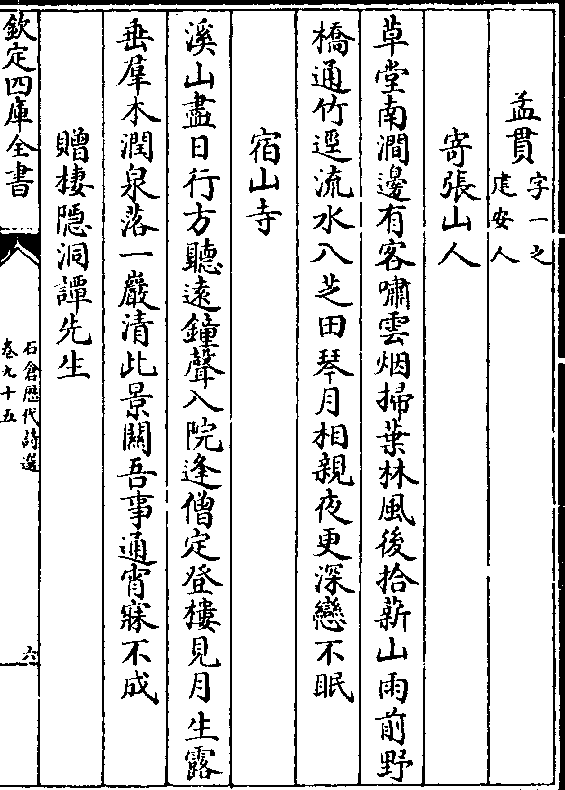 孟貫字一之建安人
寄張山人
草堂南澗邊有客嘯雲烟掃葉林風後拾薪山雨前野
橋通竹逕流水入芝田琴月相親夜更深戀不眠
宿山寺
溪山盡日行方聽遠鐘聲入院逢僧定登樓見月生露
垂羣木潤泉落一巖清此景關吾事通宵寐不成
贈棲隠洞譚先生
欽定四庫全書
石倉歷代詩選
卷九十五
六